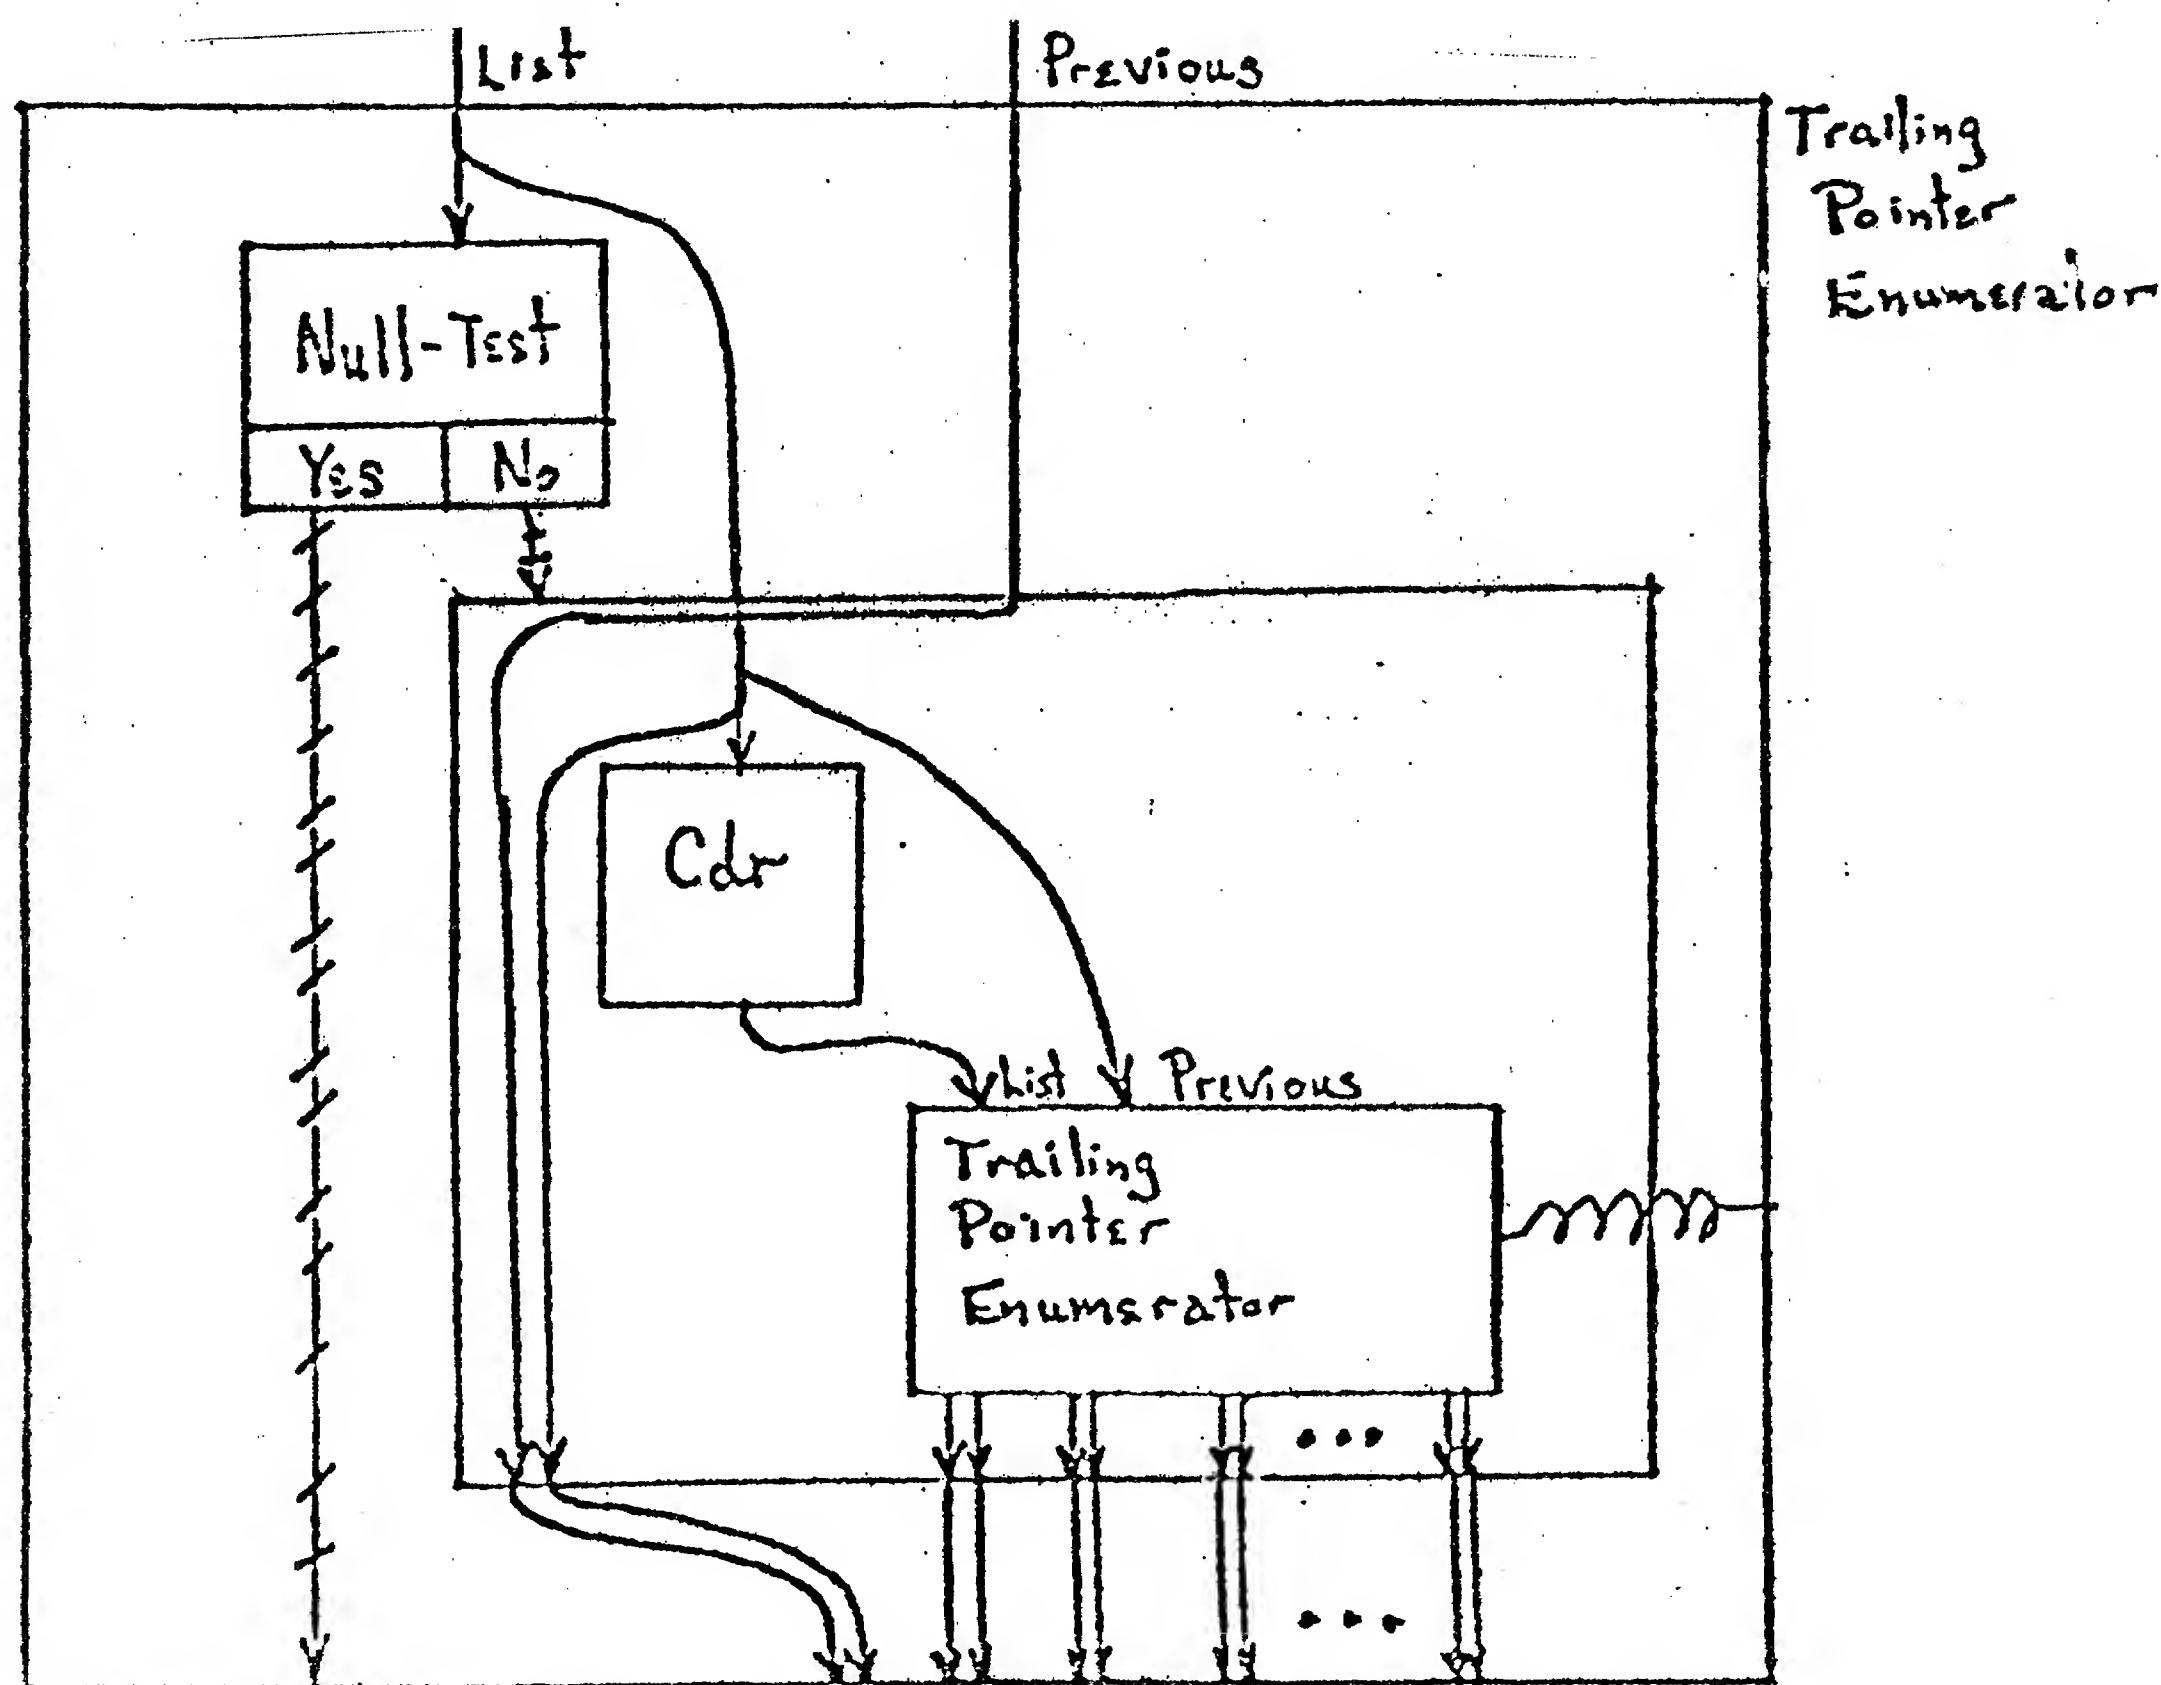 List
Previous
Trailing
Pointer
Enumerator
Null-Test
Yes
No
Cdr
List
Previous
Trailing
Pointer
Enumerator